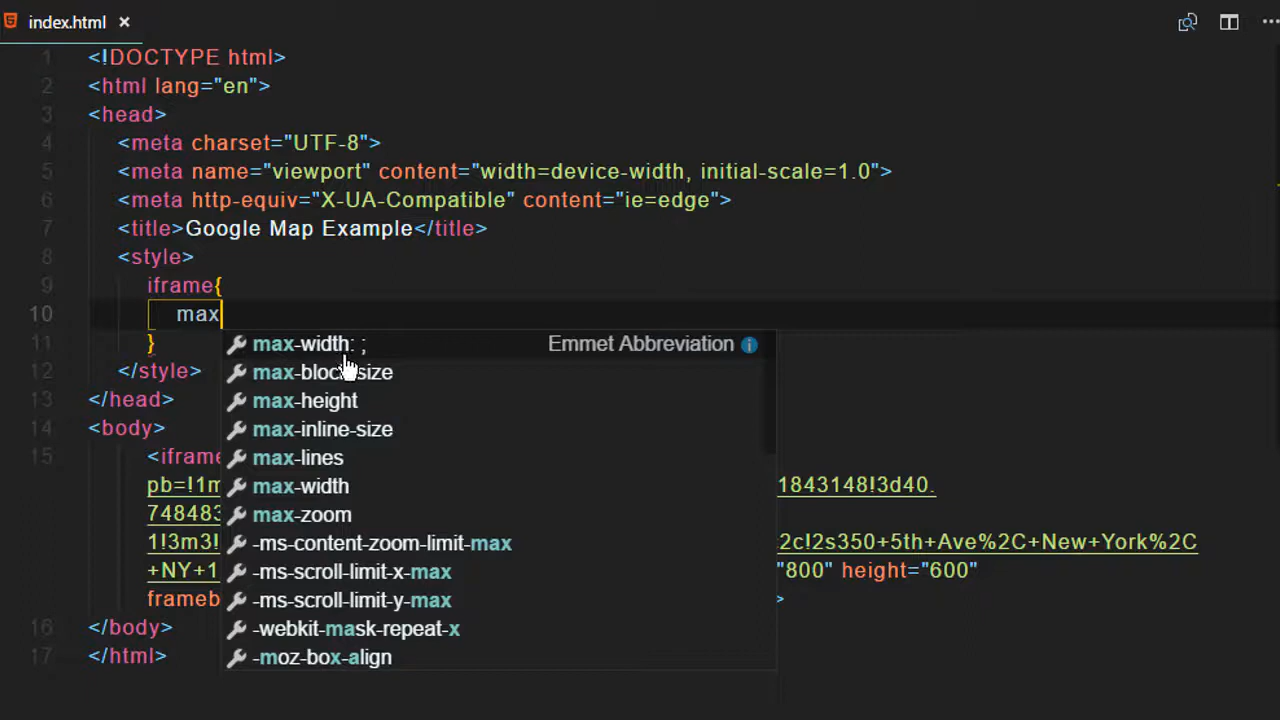 index.html ×
1 <!DOCTYPE html>
2 <html lang="en">
3 <head>
4 <meta charset="UTF-8">
5 <meta name="viewport" content="width=device-width, initial-scale=1.0">
6 <meta http-equiv="X-UA-Compatible" content="ie=edge">
7 <title>Google Map Example</title>
8 <style>
9 iframe{
10 max
11 }
12 </style>
13 </head>
14 <body>
15 <iframe
pb=!1m 1843148!3d40.
748483
1!3m3! 2c!2s350+5th+Ave%2C+New+York%2C
+NY+1 "800" height="600"
frameb >
16 </body>
17 </html>
max-width: ; Emmet Abbreviation
max-block-size
max-height
max-inline-size
max-lines
max-width
max-zoom
-ms-content-zoom-limit-max
-ms-scroll-limit-x-max
-ms-scroll-limit-y-max
-webkit-mask-repeat-x
-moz-box-align